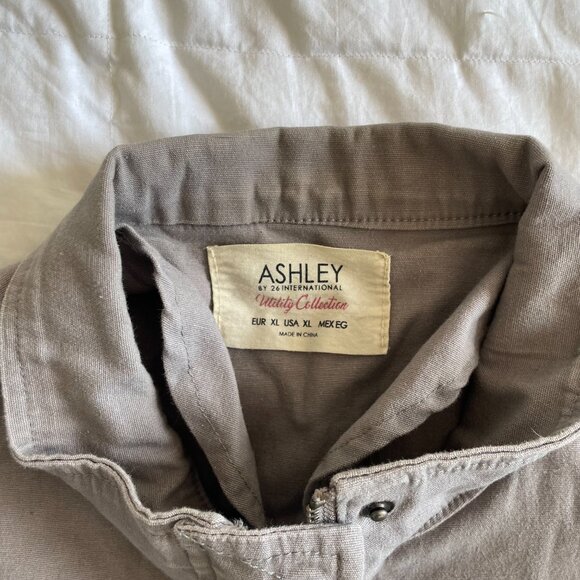 ASHLEY
BY 26 INTERNATIONAL
Utility Collection
EUR XL USA XL MEX EG
MADE IN CHINA